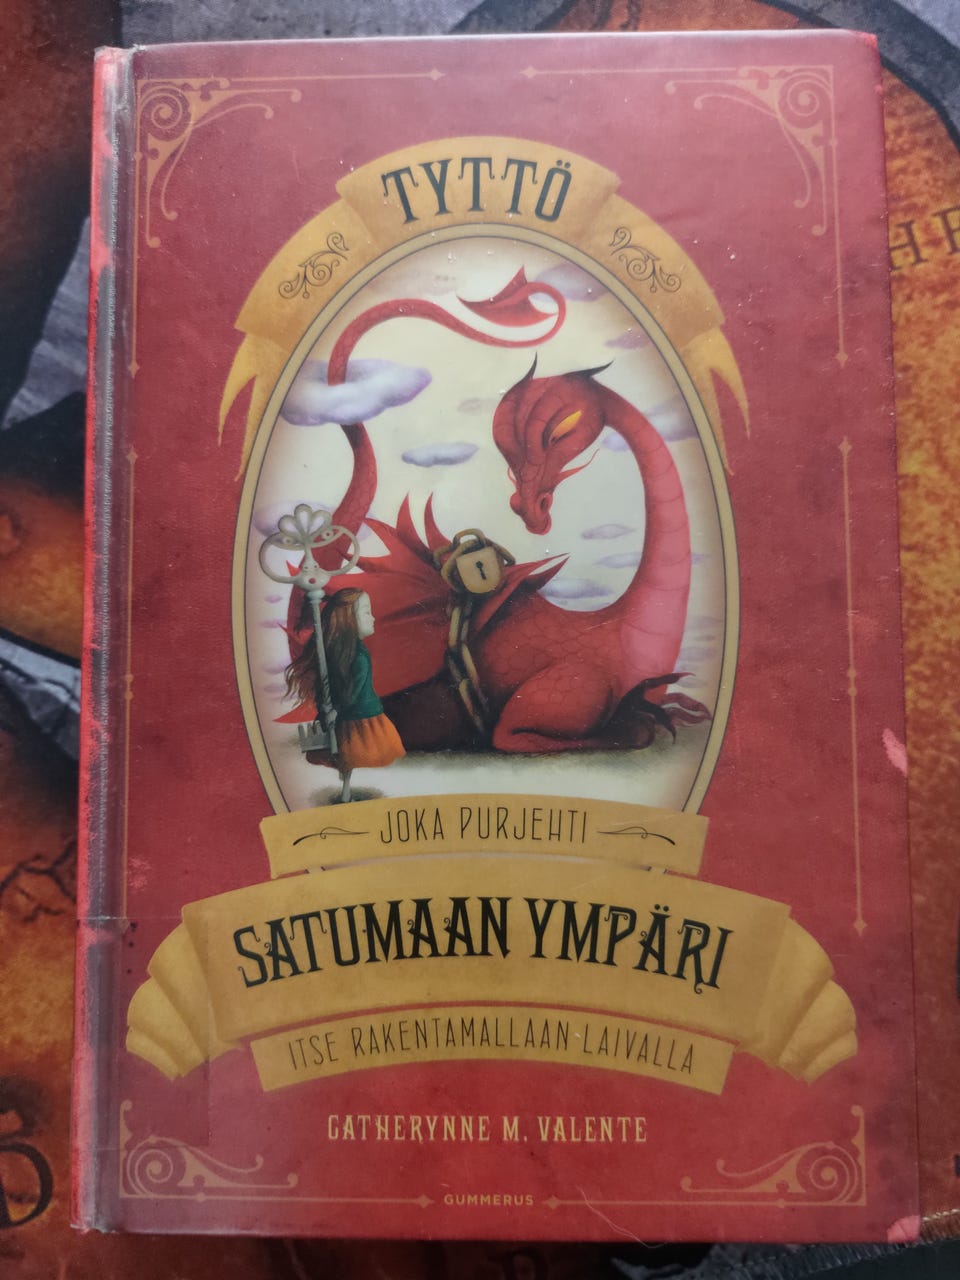 TYTTÖ
JOKA PURJEHTI
SATUMAAN YMPÄRI
ITSE RAKENTAMALLAAN LAIVALLA
CATHERYNNE M. VALENTE
GUMMERUS